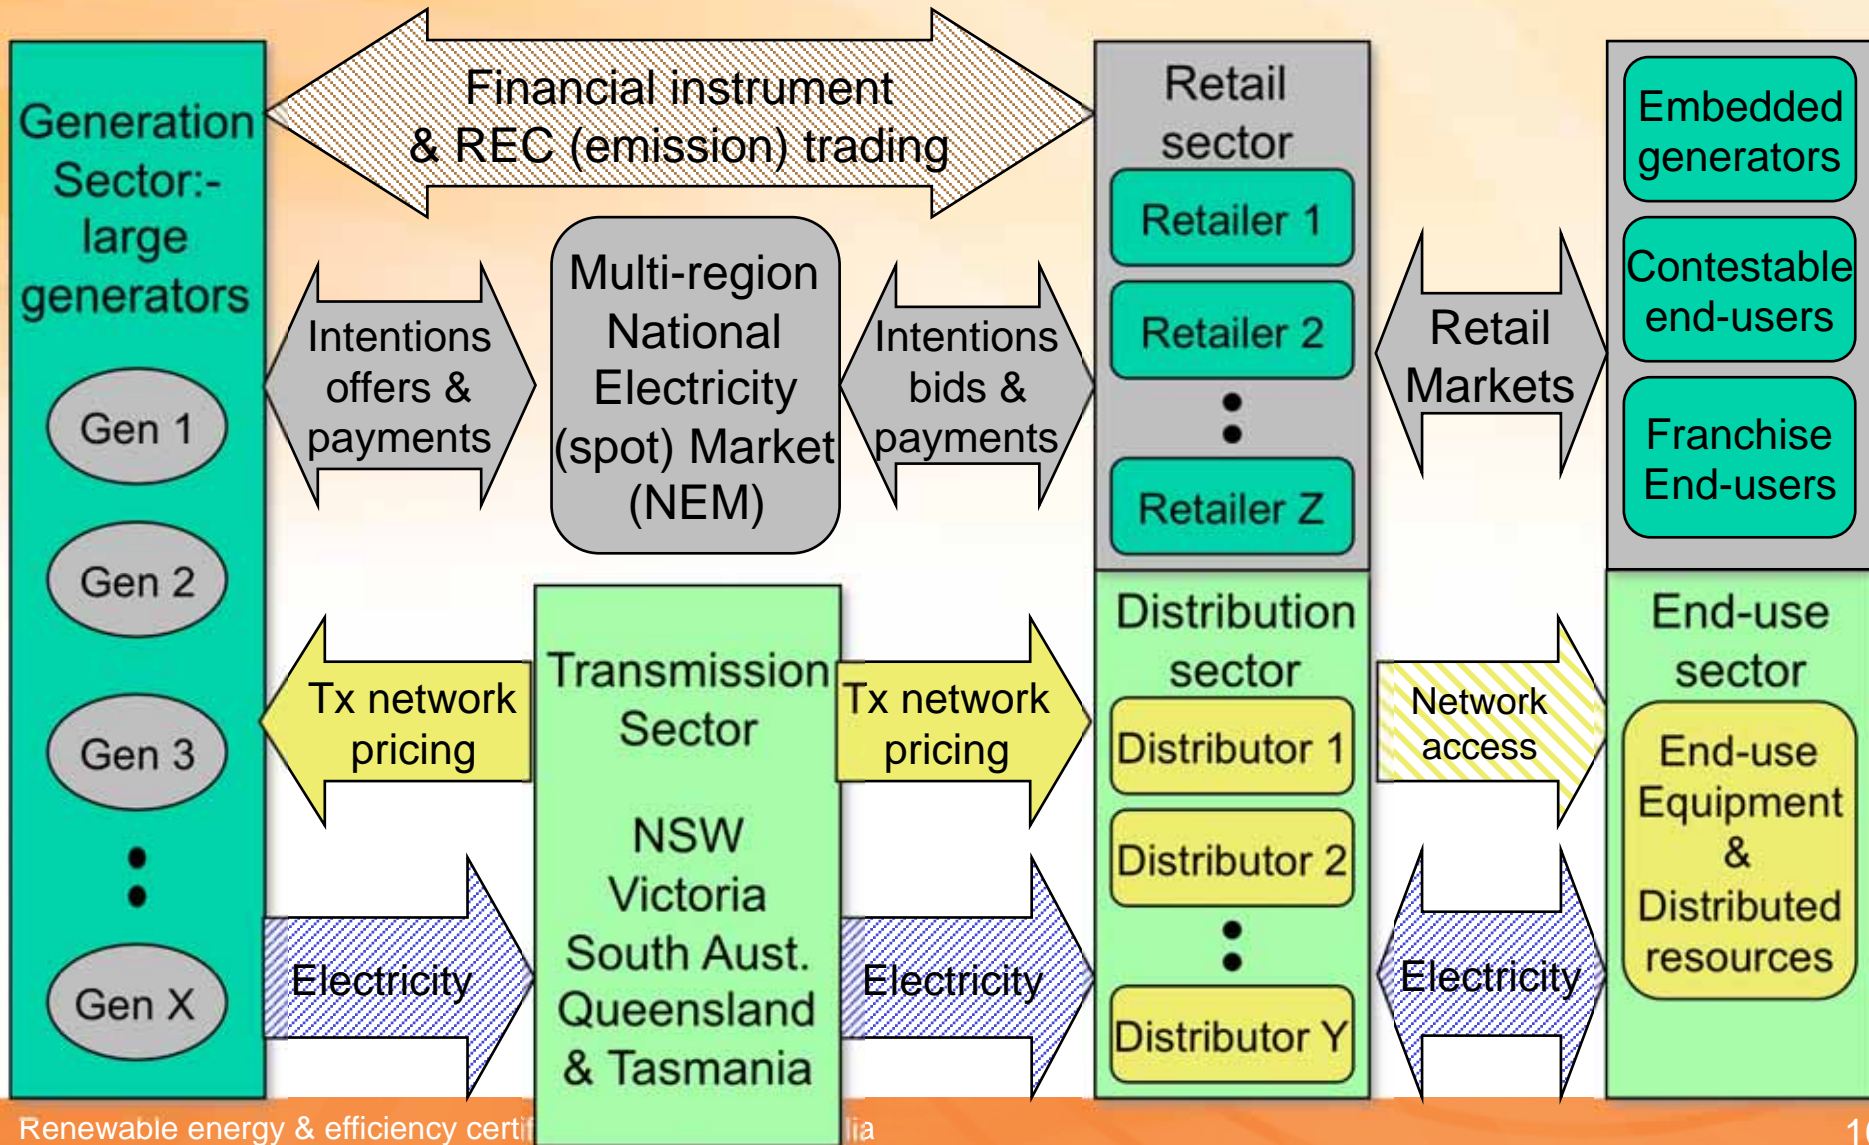 Generation
Sector:-
large
generators
Gen 1
Gen 2
Gen 3
Gen X
Financial instrument
& REC (emission) trading
Intentions
offers &
payments
Multi-region
National
Electricity
(spot) Market
(NEM)
Intentions
bids &
payments
Retail
sector
Retailer 1
Retailer 2
Retailer Z
Retail
Markets
Embedded
generators
Contestable
end-users
Franchise
End-users
Tx network
pricing
Transmission
Sector
NSW
Victoria
South Aust.
Queensland
& Tasmania
Tx network
pricing
Distribution
sector
Distributor 1
Distributor 2
Distributor Y
Network
access
End-use
sector
End-use
Equipment
&
Distributed
resources
Electricity
Electricity
Electricity
Renewable energy & efficiency